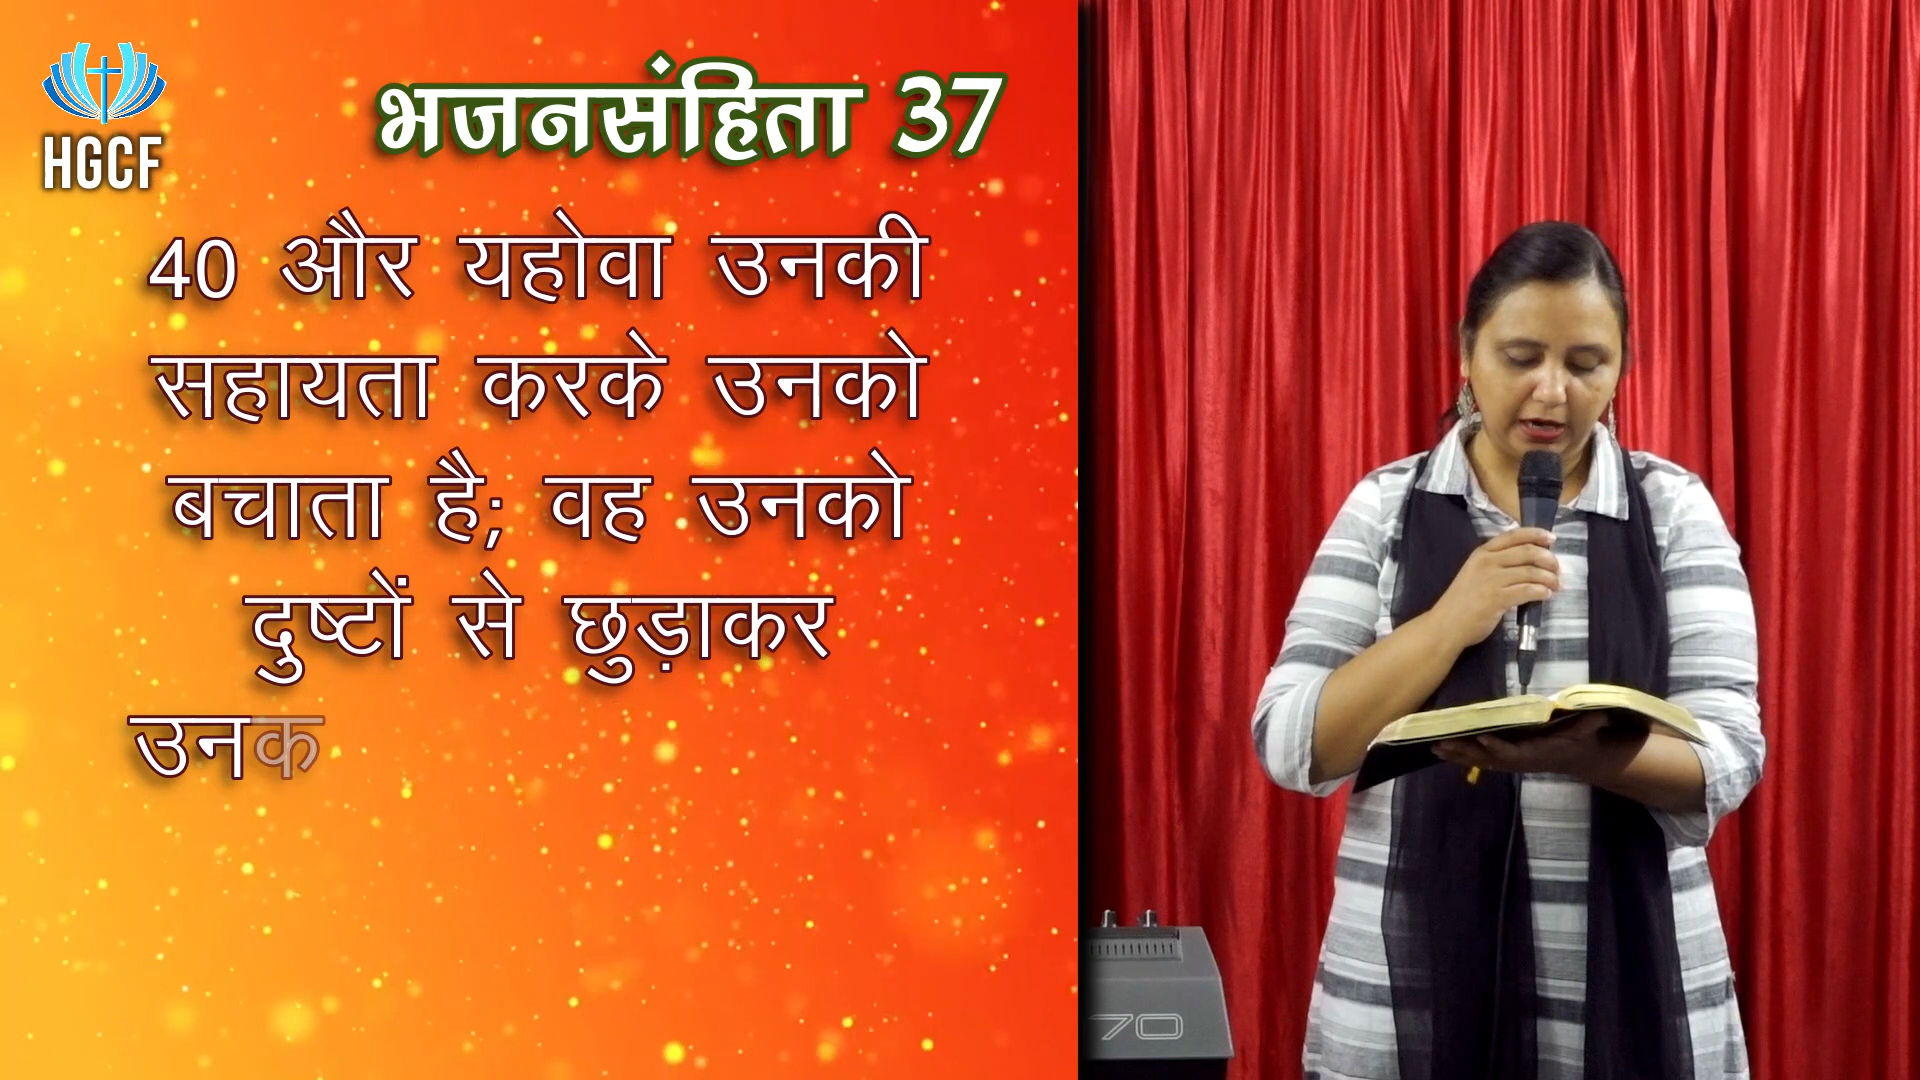 HGCF
भजनसंहिता 37
40 और यहोवा उनकी
सहायता करके उनको
बचाता है; वह उनको
दुष्टों से छुड़ाकर
उनक
70